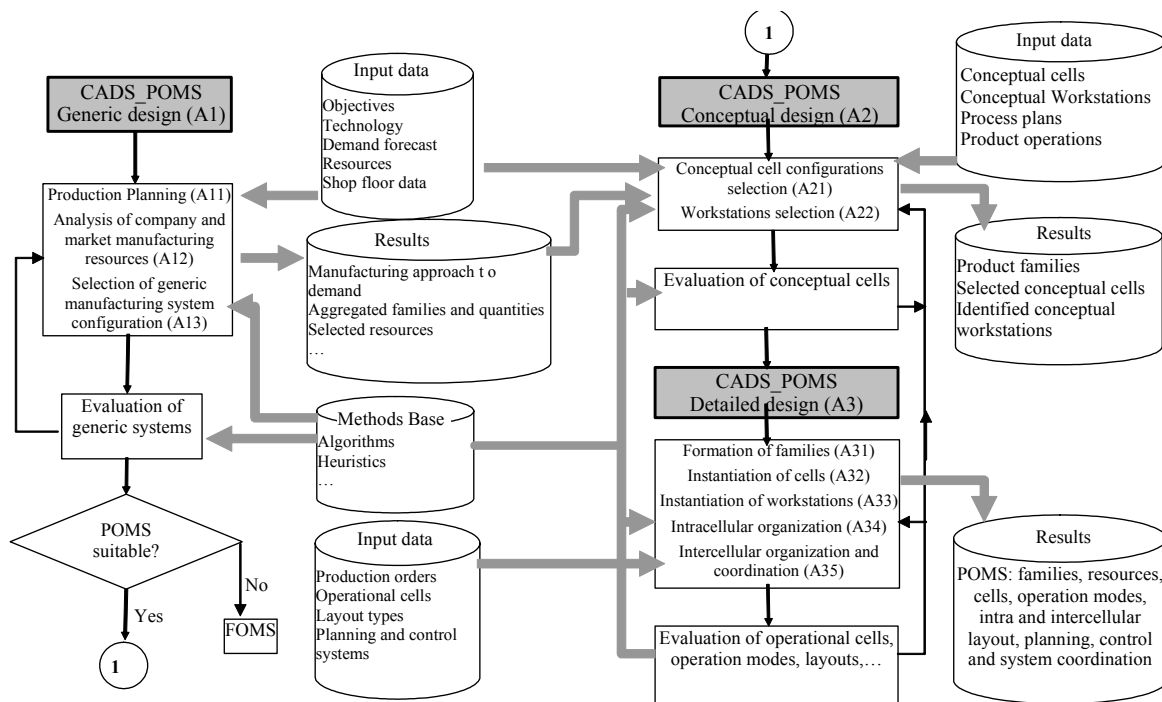 CADS_POMS
Generic design (A1)
Production Planning (A11)
Analysis of company and
market manufacturing
resources (A12)
Selection of generic
manufacturing system
configuration (A13)
Evaluation of
generic systems
POMS
suitable?
No
Yes
FOMS
1
Input data
Objectives
Technology
Demand forecast
Resources
Shop floor data
Results
Manufacturing approach t o
demand
Aggregated families and quantities
Selected resources
…
Methods Base
Algorithms
Heuristics
…
Input data
Production orders
Operational cells
Layout types
Planning and control
systems
1
CADS_POMS
Conceptual design (A2)
Conceptual cell configurations
selection (A21)
Workstations selection (A22)
Evaluation of conceptual cells
CADS_POMS
Detailed design (A3)
Formation of families (A31)
Instantiation of cells (A32)
Instantiation of workstations (A33)
Intracellular organization (A34)
Intercellular organization and
coordination (A35)
Evaluation of operational cells,
operation modes, layouts,…
Input data
Conceptual cells
Conceptual Workstations
Process plans
Product operations
Results
Product families
Selected conceptual cells
Identified conceptual
workstations
Results
POMS: families, resources,
cells, operation modes,
intra and intercellular
layout, planning, control
and system coordination